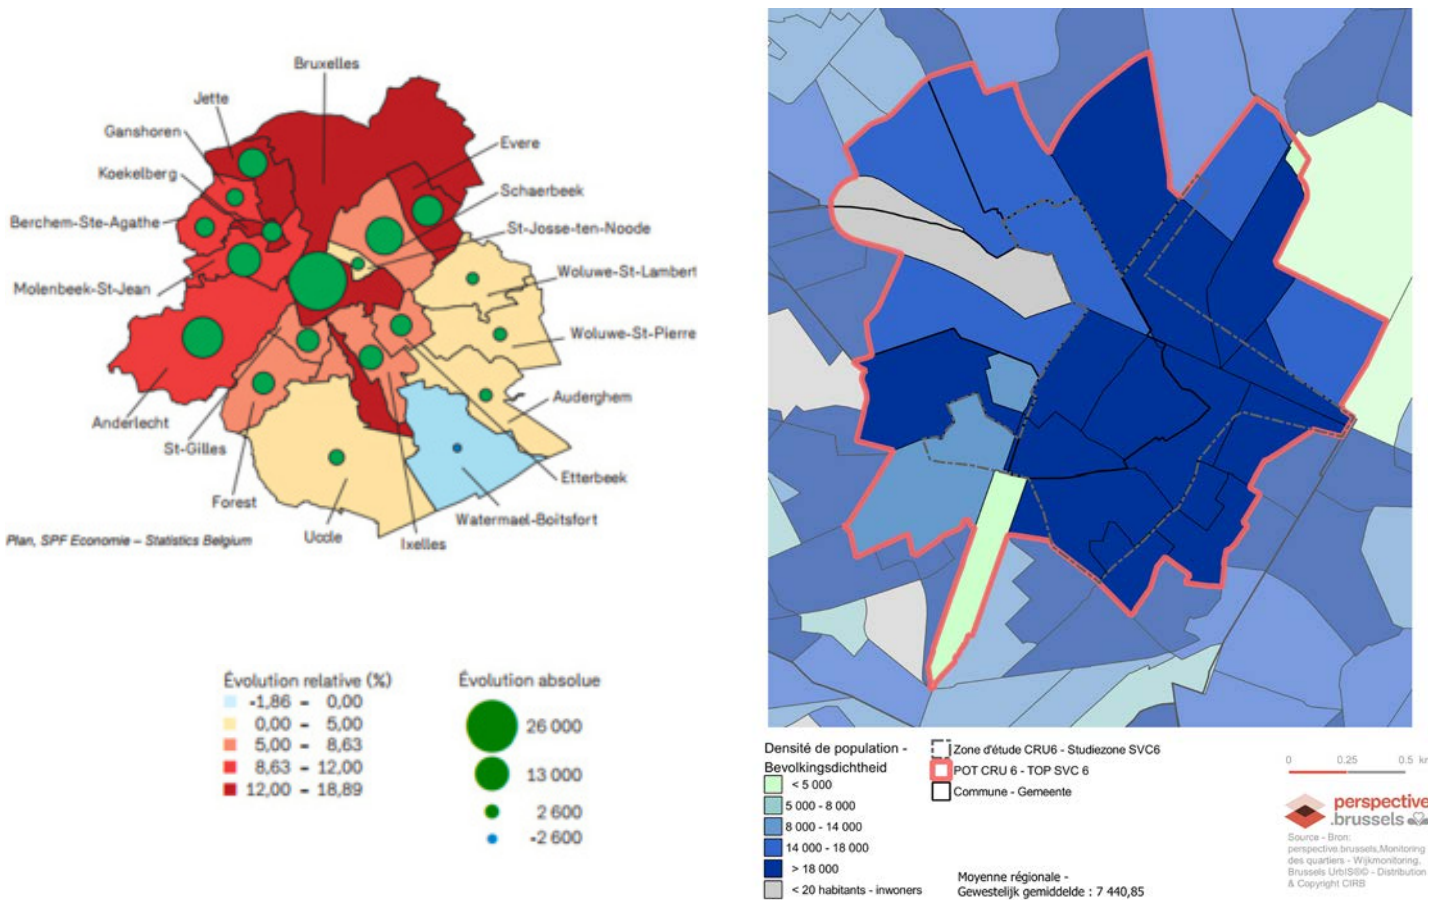 Bruxelles
Jette
Ganshoren
Koekelberg
Berchem-Ste-Agathe
Molenbeek-St-Jean
Anderlecht
St-Gilles
Forest
Uccle
Ixelles
Watermael-Boitsfort
Etterbeek
Auderghem
Woluwe-St-Pierre
Woluwe-St-Lambert
St-Josse-ten-Noode
Schaerbeek
Evere
Plan, SPF Economie – Statistics Belgium
Évolution relative (%)
-1,86 – 0,00
0,00 – 5,00
5,00 – 8,63
8,63 – 12,00
12,00 – 18,89
Évolution absolue
26 000
13 000
2 600
-2 600
Densité de population -
Bevolkingsdichtheid
< 5 000
5 000 - 8 000
8 000 - 14 000
14 000 - 18 000
> 18 000
< 20 habitants - inwoners
Zone d'étude CRU6 - Studiezone SVC6
POT CRU 6 - TOP SVC 6
Commune - Gemeente
Moyenne régionale -
Gewestelijk gemiddelde : 7 440,85
0 0.25 0.5 k
perspective
.brussels
Source - Bron:
perspective.brussels,Monitoring
des quartiers - Wijkmonitoring,
Brussels UrbIS®© - Distribution
& Copyright CIRB